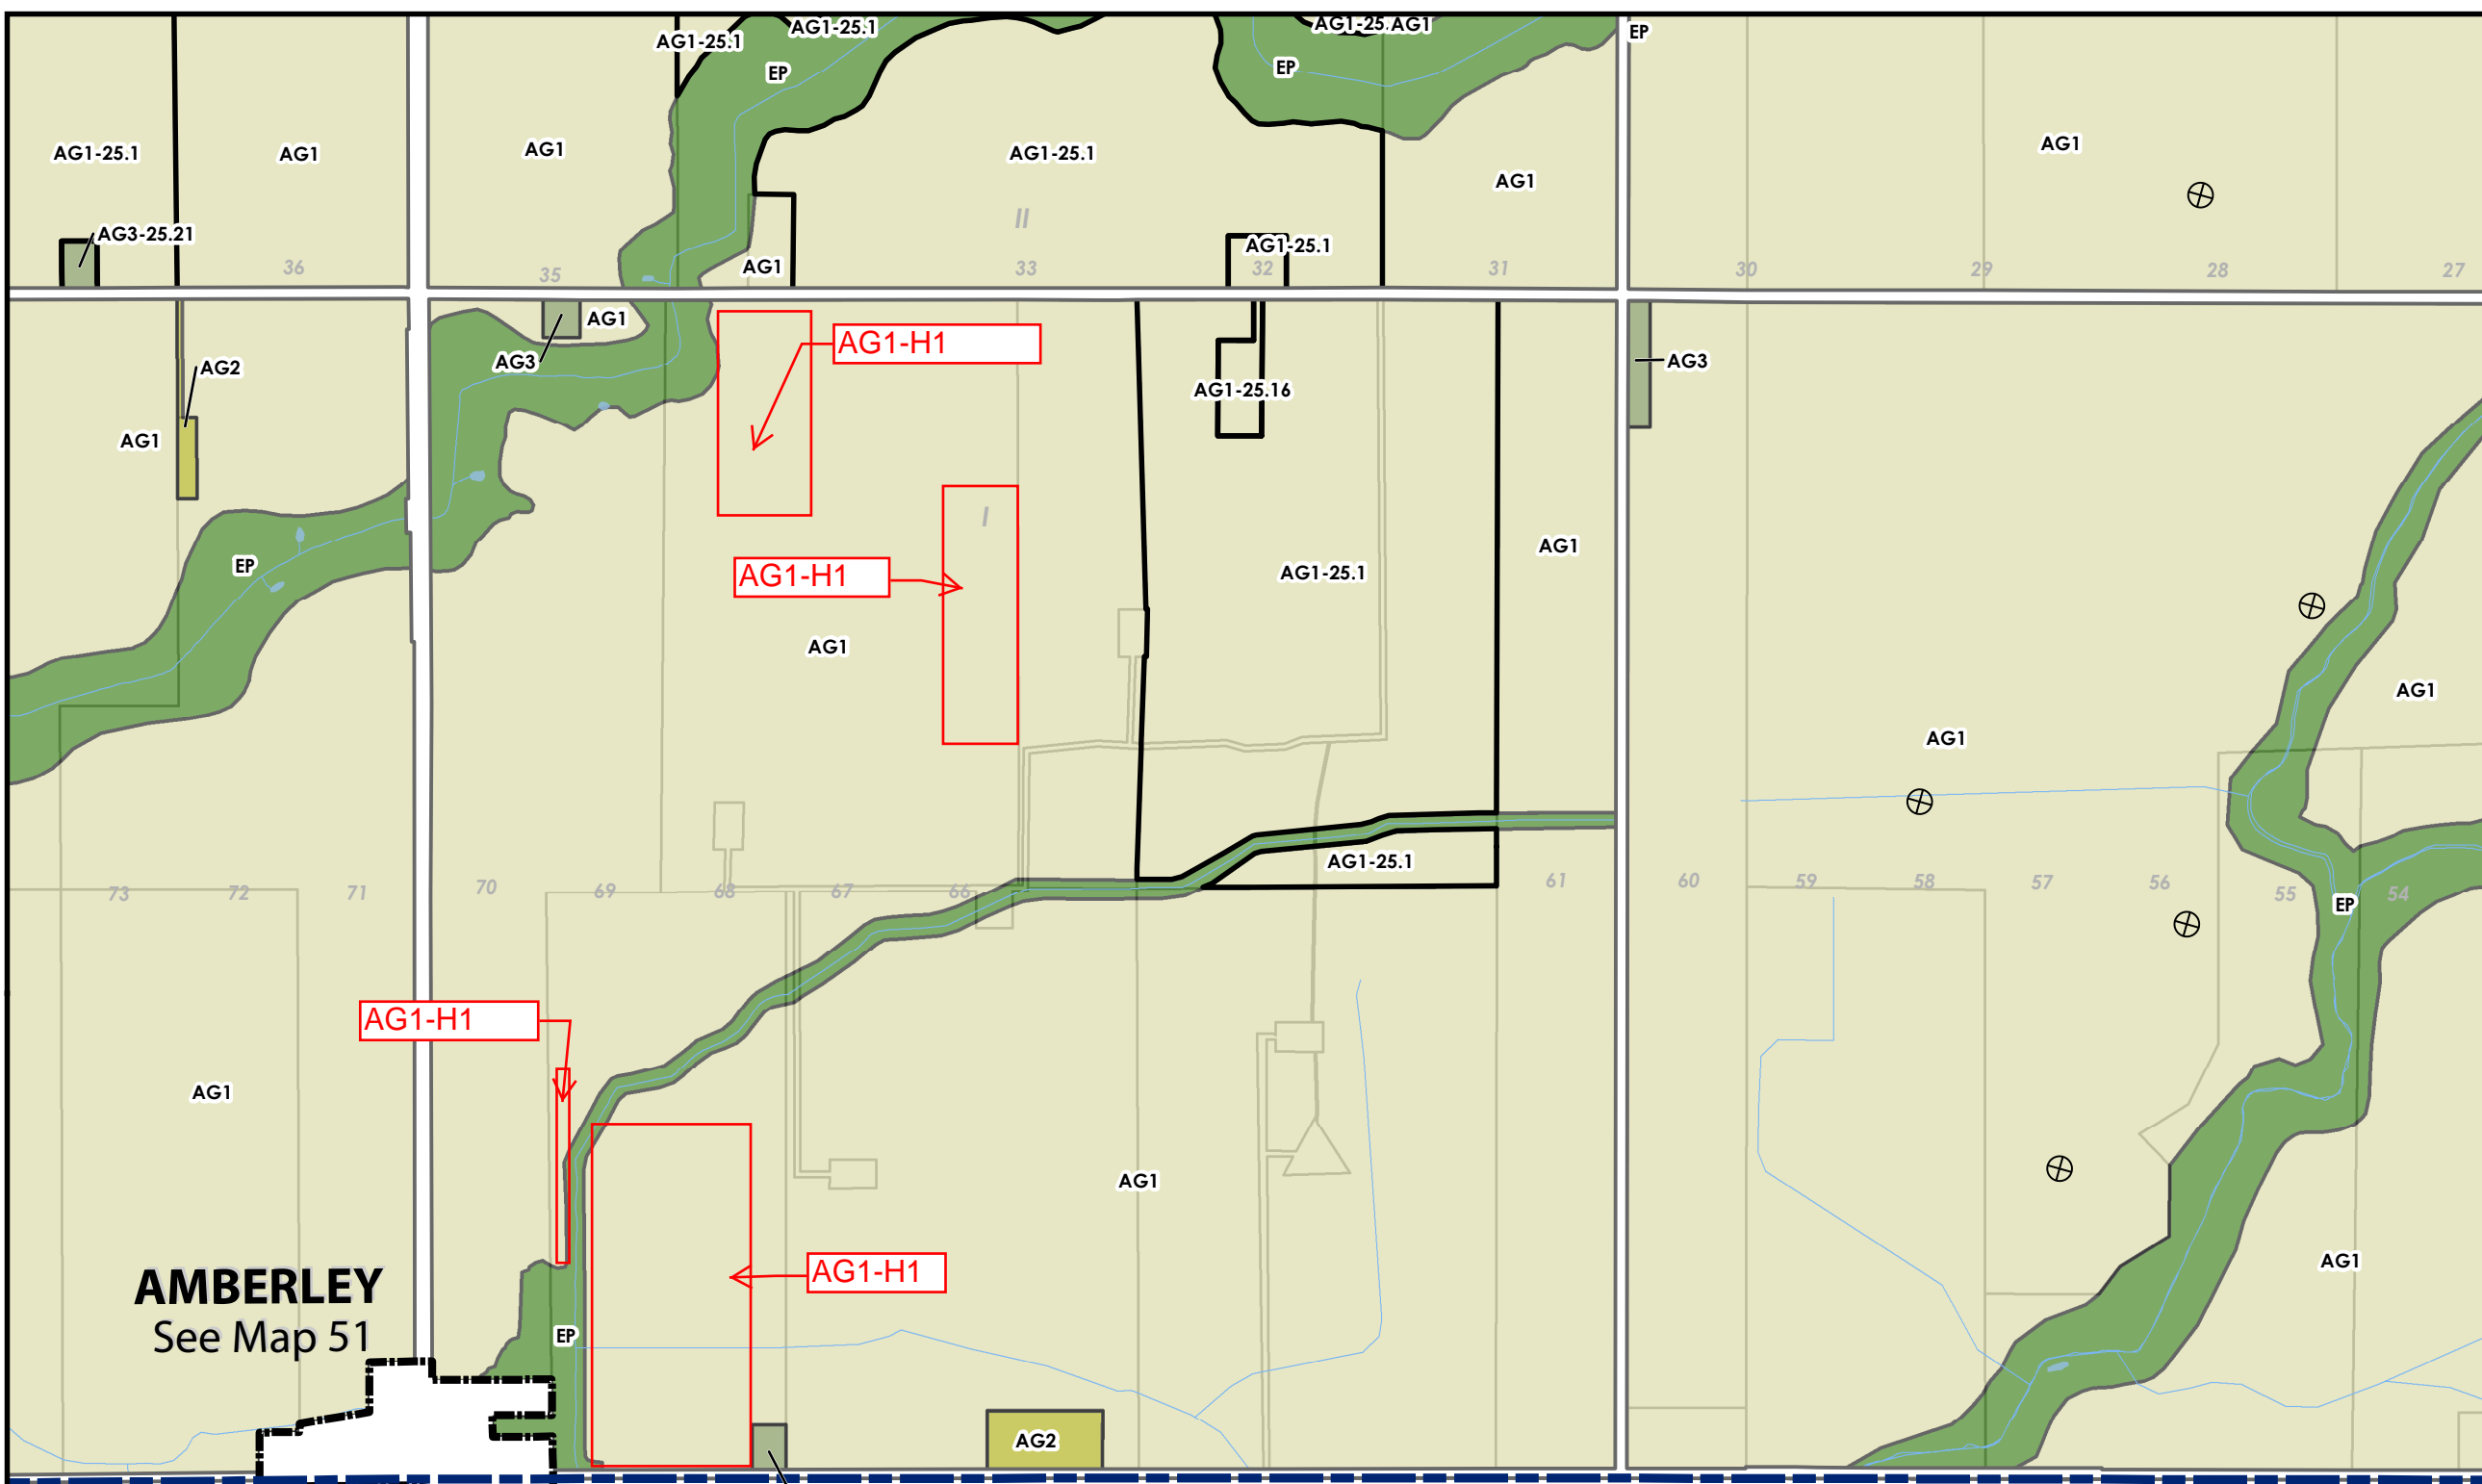 AG1-25.1
AG1-25.1
AG1-25.AG1
EP
EP
EP
AG1-25.1
AG1
AG1
AG1-25.1
AG1
AG1
AG3-25.21
II
AG1-25.1
36
35
AG1
33
32
31
30
29
28
27
AG1
AG1-H1
AG3
AG2
AG3
AG1-25.16
AG1
I
AG1
EP
AG1-H1
AG1-25.1
AG1
AG1
AG1
AG1-25.1
73
72
71
70
69
68
67
66
61
60
59
58
57
56
55
54
EP
AG1-H1
AG1
AG1
AG1-H1
AG1
AMBERLEY
See Map 51
EP
AG2